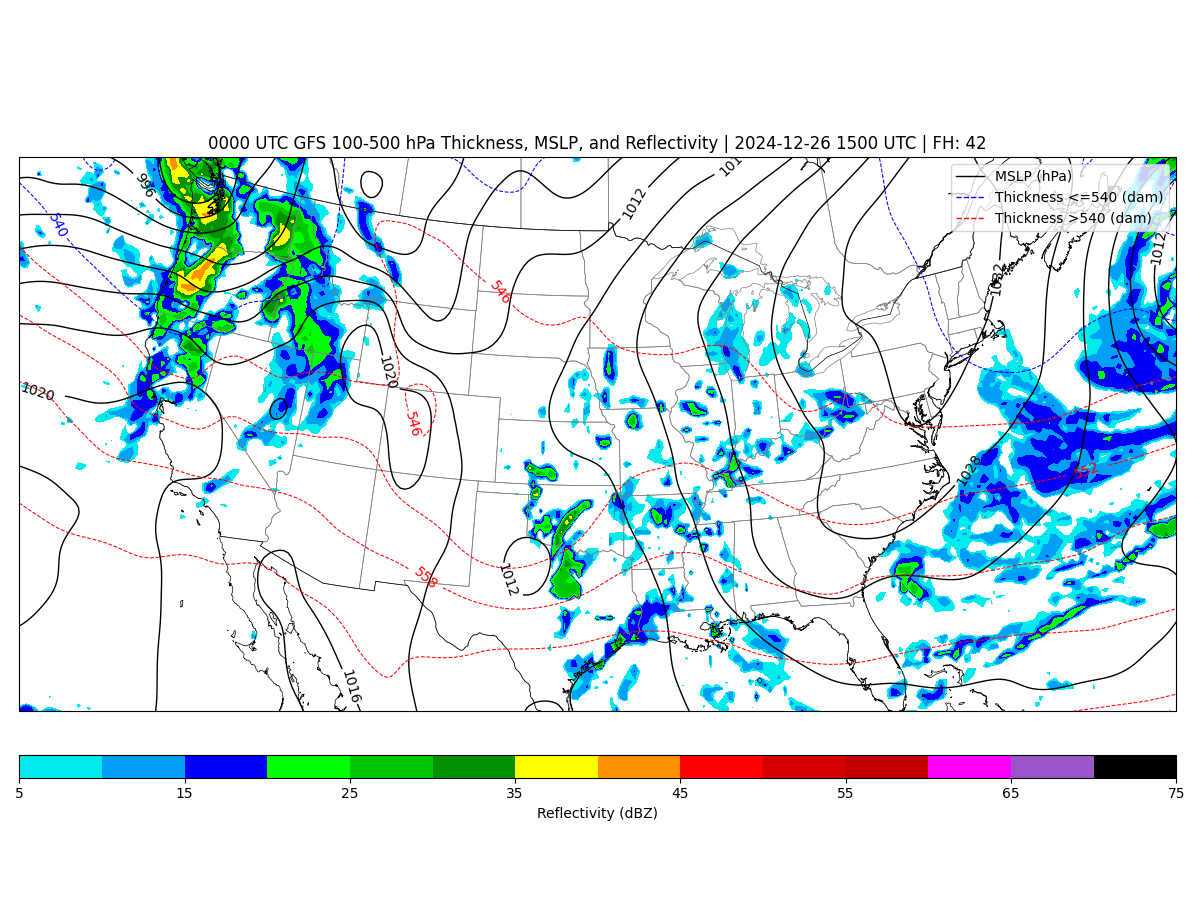 0000 UTC GFS 100-500 hPa Thickness, MSLP, and Reflectivity | 2024-12-26 1500 UTC | FH: 42
MSLP (hPa)
Thickness <=540 (dam)
Thickness >540 (dam)
996
540
1012
101
1012
1032
546
1020
1020
546
1028
552
1012
558
1016
5 15 25 35 45 55 65 75
Reflectivity (dBZ)